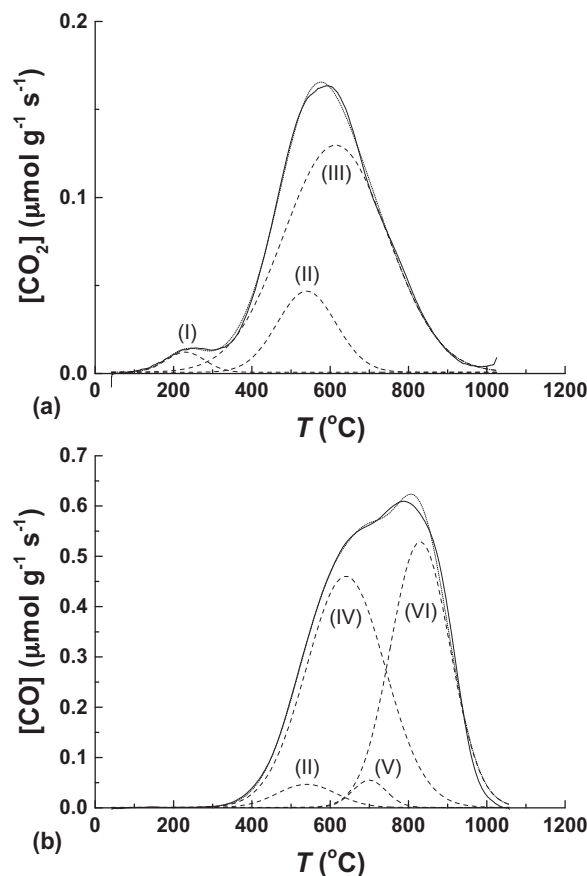 0.2
0.1
0.0
[CO₂] (μmol g⁻¹ s⁻¹)
(I)
(II)
(III)
0 200 400 600 800 1000 1200
(a)
T (°C)
0.7
0.6
0.5
0.4
0.3
0.2
0.1
0.0
[CO] (μmol g⁻¹ s⁻¹)
(IV)
(VI)
(II)
(V)
0 200 400 600 800 1000 1200
(b)
T (°C)